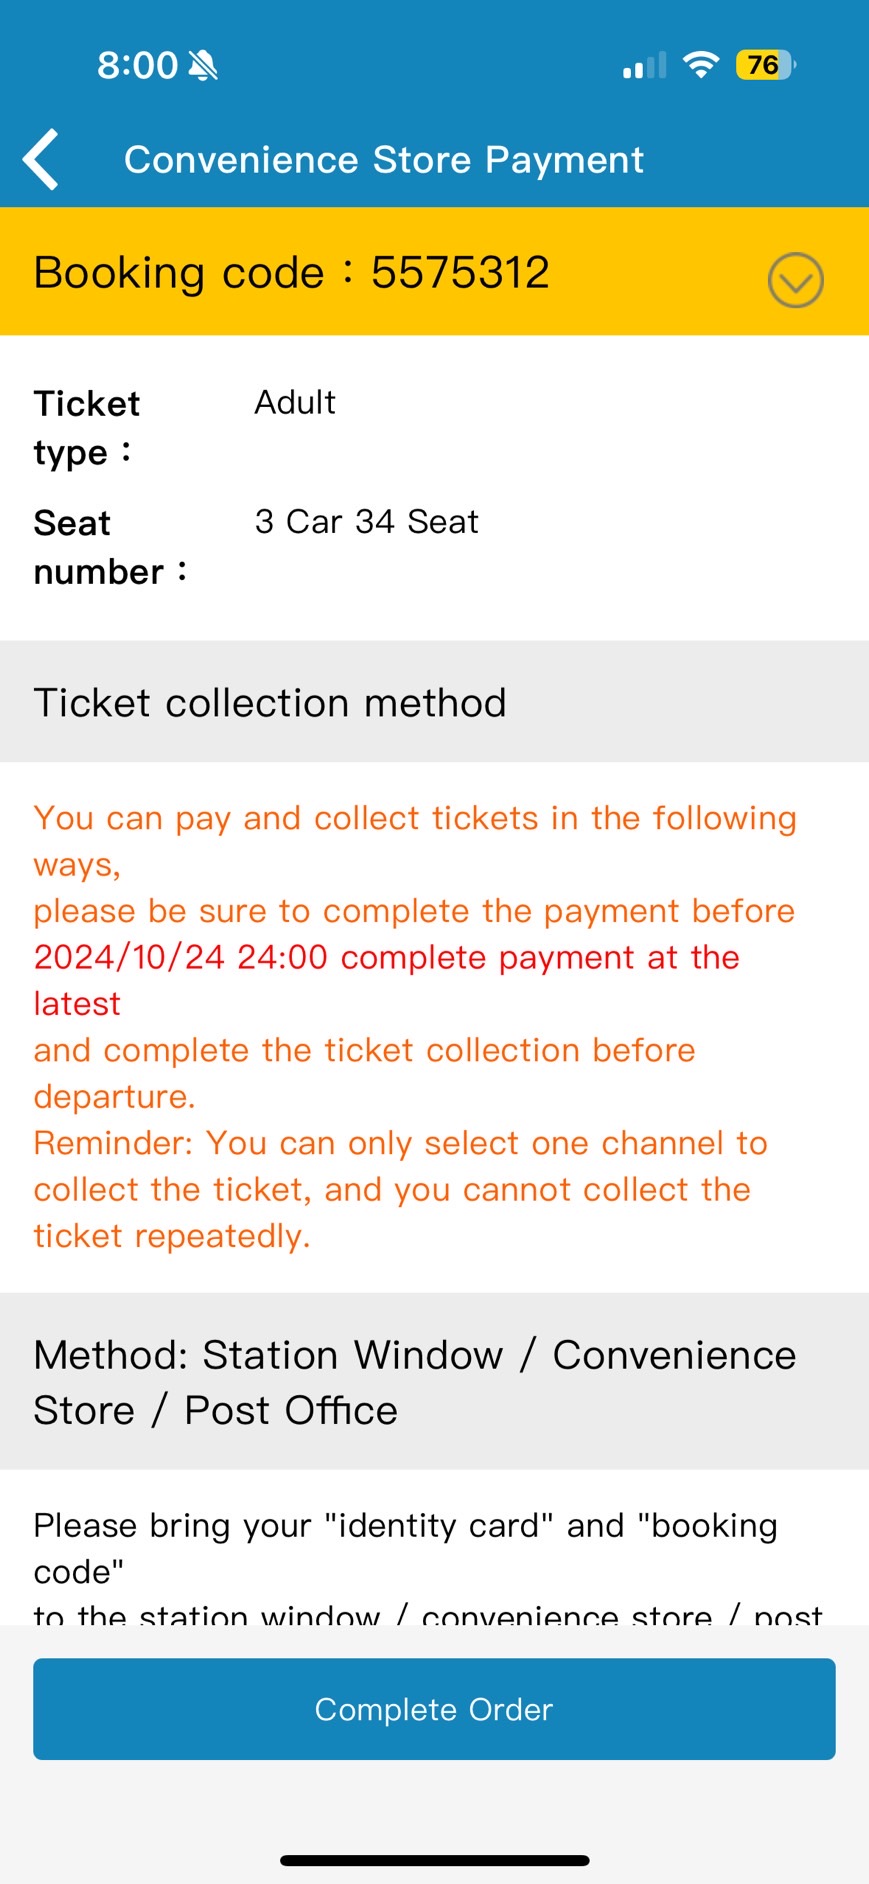 8:00
76
Convenience Store Payment
Booking code：5575312
Ticket type： Adult
Seat number： 3 Car 34 Seat
Ticket collection method
You can pay and collect tickets in the following
ways,
please be sure to complete the payment before
2024/10/24 24:00 complete payment at the
latest
and complete the ticket collection before
departure.
Reminder: You can only select one channel to
collect the ticket, and you cannot collect the
ticket repeatedly.
Method: Station Window / Convenience
Store / Post Office
Please bring your "identity card" and "booking
code"
to the station window / convenience store / post
Complete Order